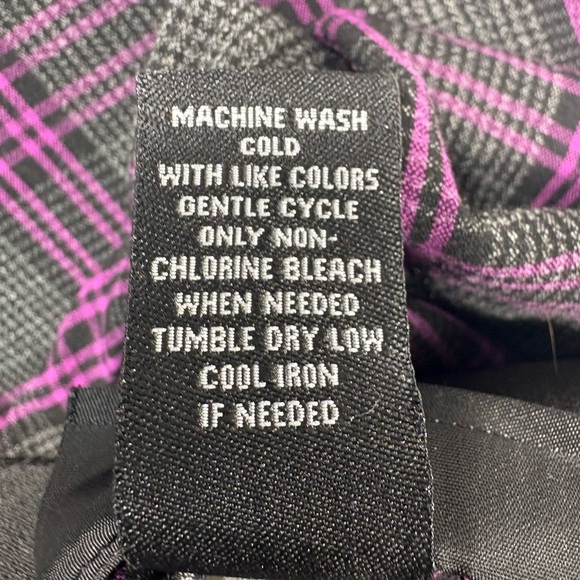 MACHINE WASH
COLD
WITH LIKE COLORS
GENTLE CYCLE
ONLY NON-
CHLORINE BLEACH
WHEN NEEDED
TUMBLE DRY LOW
COOL IRON
IF NEEDED